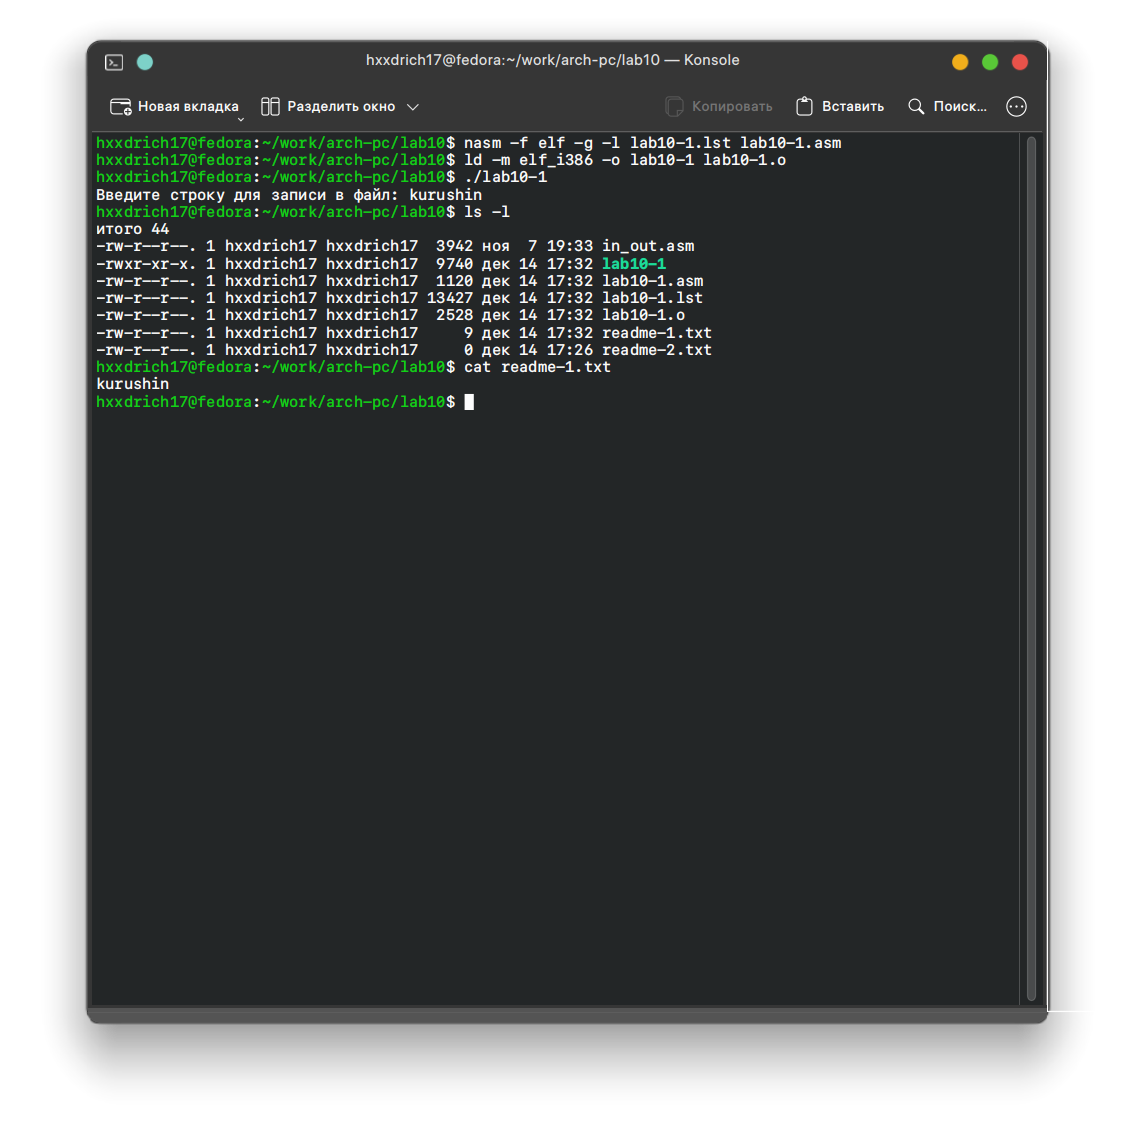 hxxdrich17@fedora:~/work/arch-pc/lab10 — Konsole
Новая вкладка Разделить окно Копировать Вставить Поиск...
hxxdrich17@fedora:~/work/arch-pc/lab10$ nasm -f elf -g -l lab10-1.lst lab10-1.asm
hxxdrich17@fedora:~/work/arch-pc/lab10$ ld -m elf_i386 -o lab10-1 lab10-1.o
hxxdrich17@fedora:~/work/arch-pc/lab10$ ./lab10-1
Введите строку для записи в файл: kurushin
hxxdrich17@fedora:~/work/arch-pc/lab10$ ls -l
итого 44
-rw-r--r--. 1 hxxdrich17 hxxdrich17  3942 ноя  7 19:33 in_out.asm
-rwxr-xr-x. 1 hxxdrich17 hxxdrich17  9740 дек 14 17:32 lab10-1
-rw-r--r--. 1 hxxdrich17 hxxdrich17  1120 дек 14 17:32 lab10-1.asm
-rw-r--r--. 1 hxxdrich17 hxxdrich17 13427 дек 14 17:32 lab10-1.lst
-rw-r--r--. 1 hxxdrich17 hxxdrich17  2528 дек 14 17:32 lab10-1.o
-rw-r--r--. 1 hxxdrich17 hxxdrich17     9 дек 14 17:32 readme-1.txt
-rw-r--r--. 1 hxxdrich17 hxxdrich17     0 дек 14 17:26 readme-2.txt
hxxdrich17@fedora:~/work/arch-pc/lab10$ cat readme-1.txt
kurushin
hxxdrich17@fedora:~/work/arch-pc/lab10$